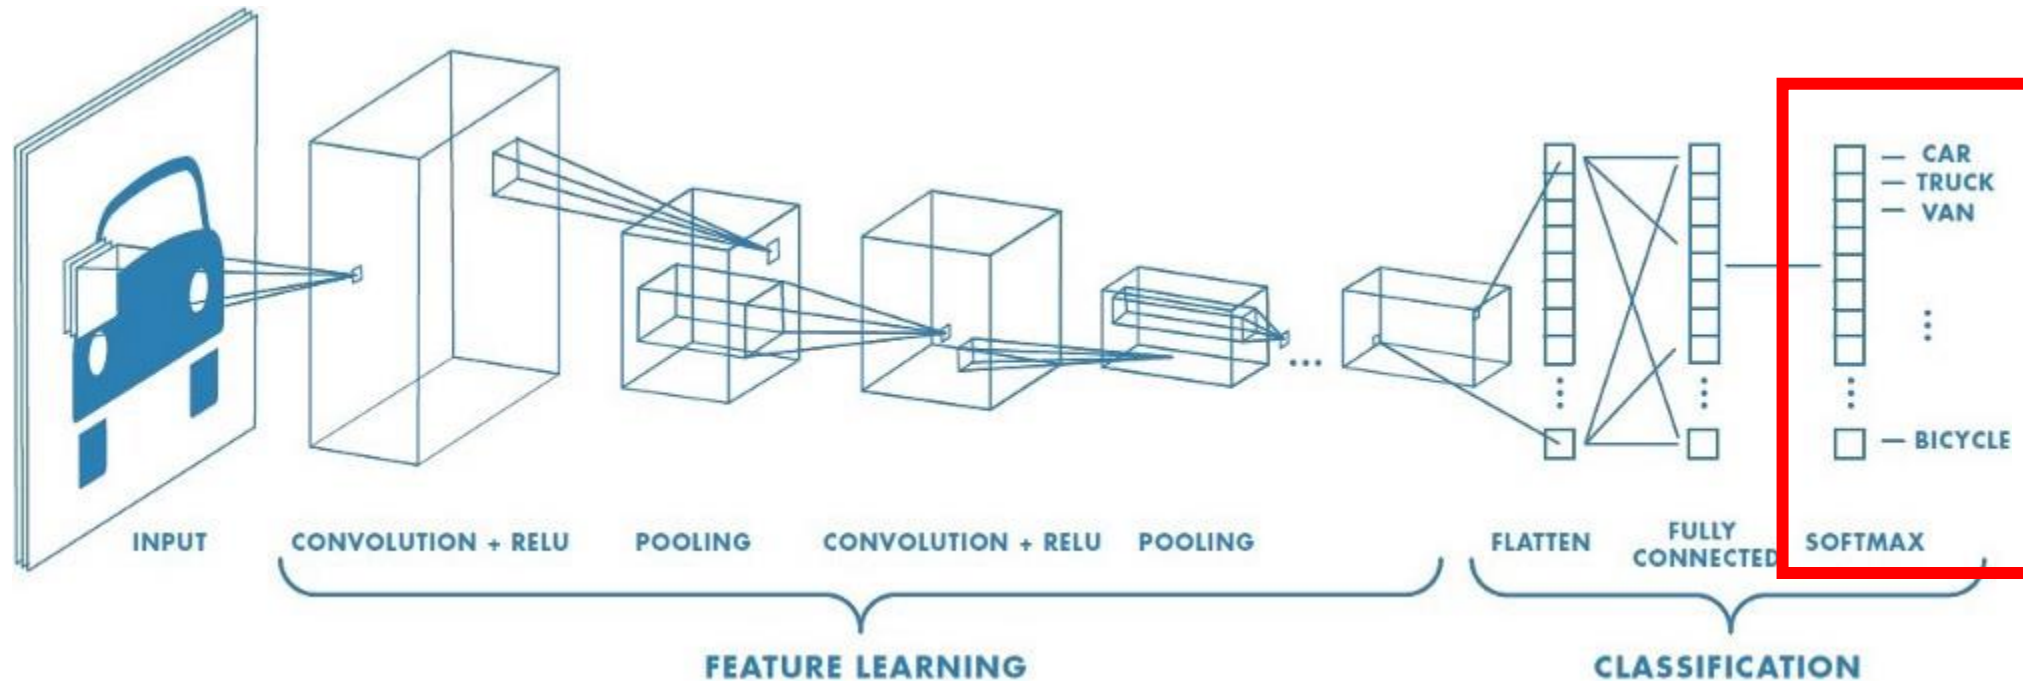 CAR
TRUCK
VAN
BICYCLE
INPUT
CONVOLUTION + RELU
POOLING
CONVOLUTION + RELU
POOLING
FLATTEN
FULLY
CONNECTED
SOFTMAX
FEATURE LEARNING
CLASSIFICATION